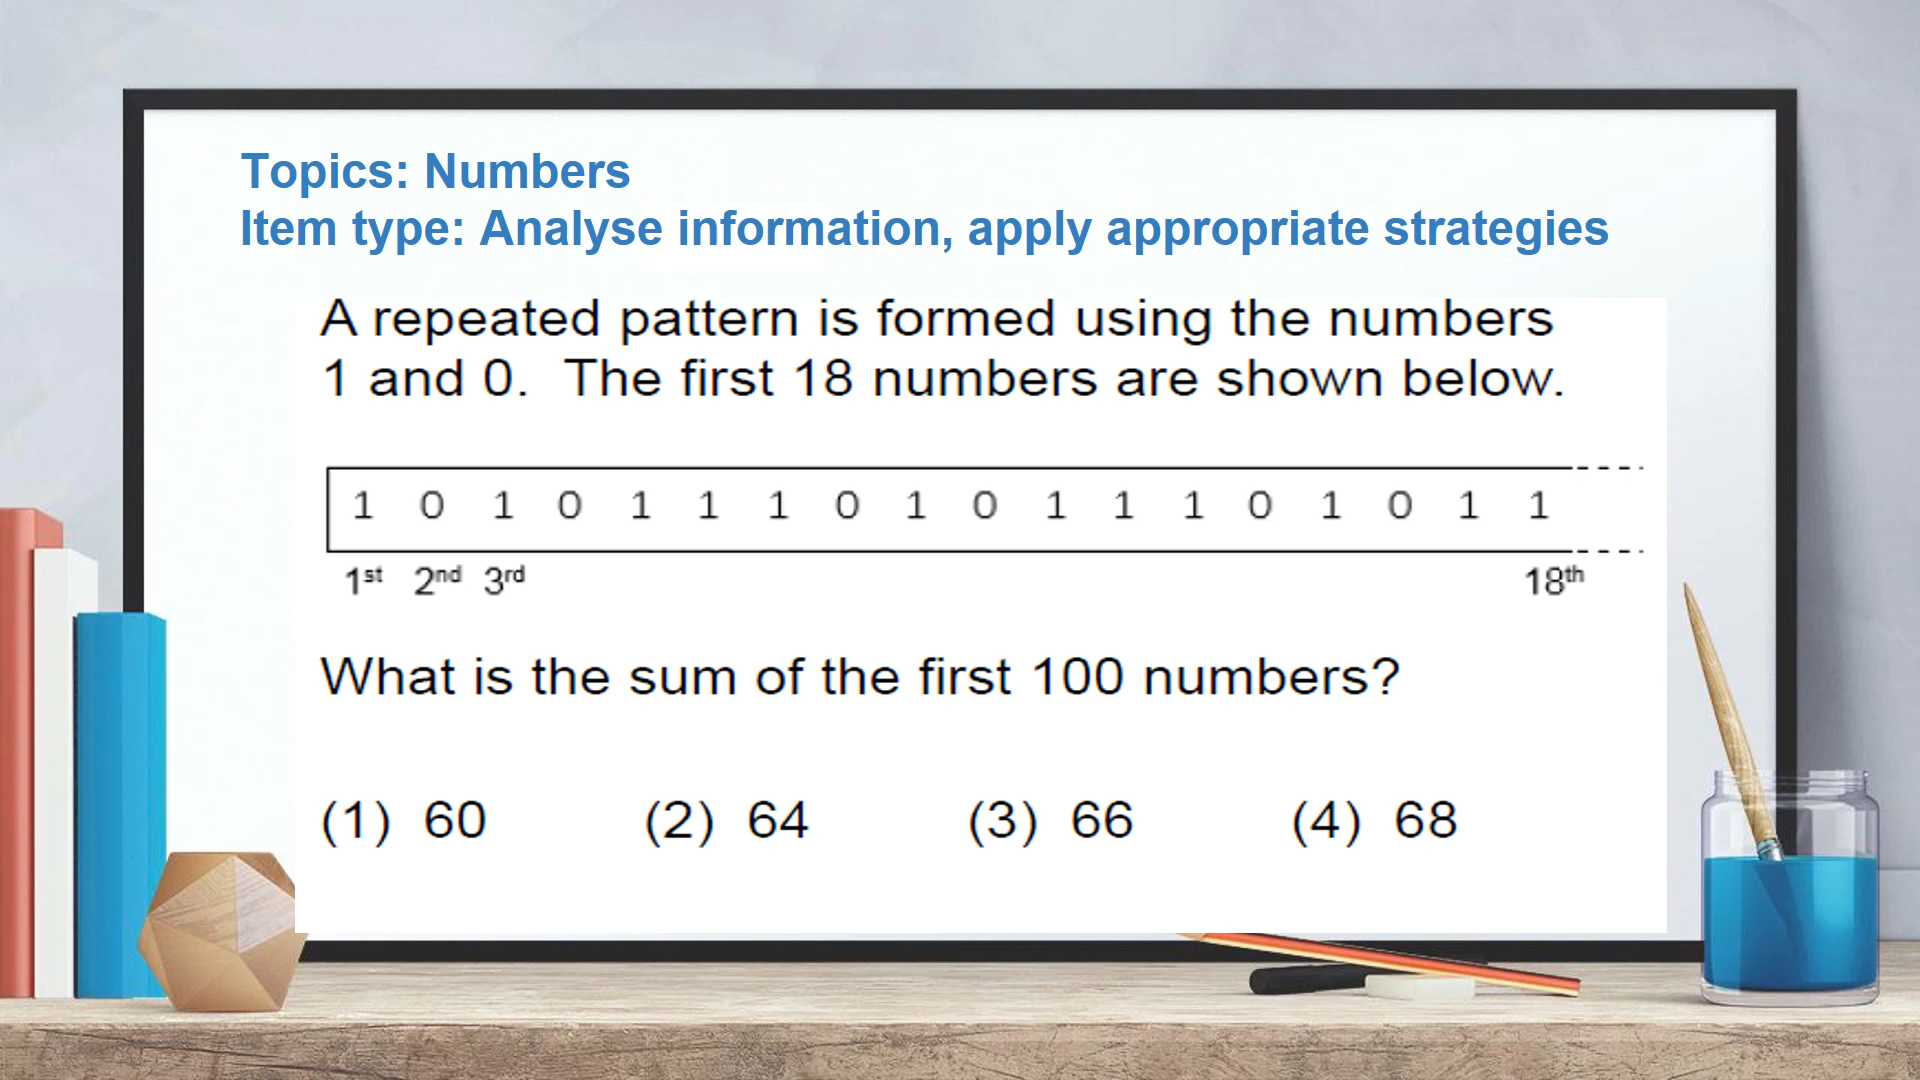 Topics: Numbers
Item type: Analyse information, apply appropriate strategies
A repeated pattern is formed using the numbers
1 and 0. The first 18 numbers are shown below.
1 0 1 0 1 1 1 0 1 0 1 1 1 0 1 0 1 1
1st 2nd 3rd 18th
What is the sum of the first 100 numbers?
(1) 60 (2) 64 (3) 66 (4) 68